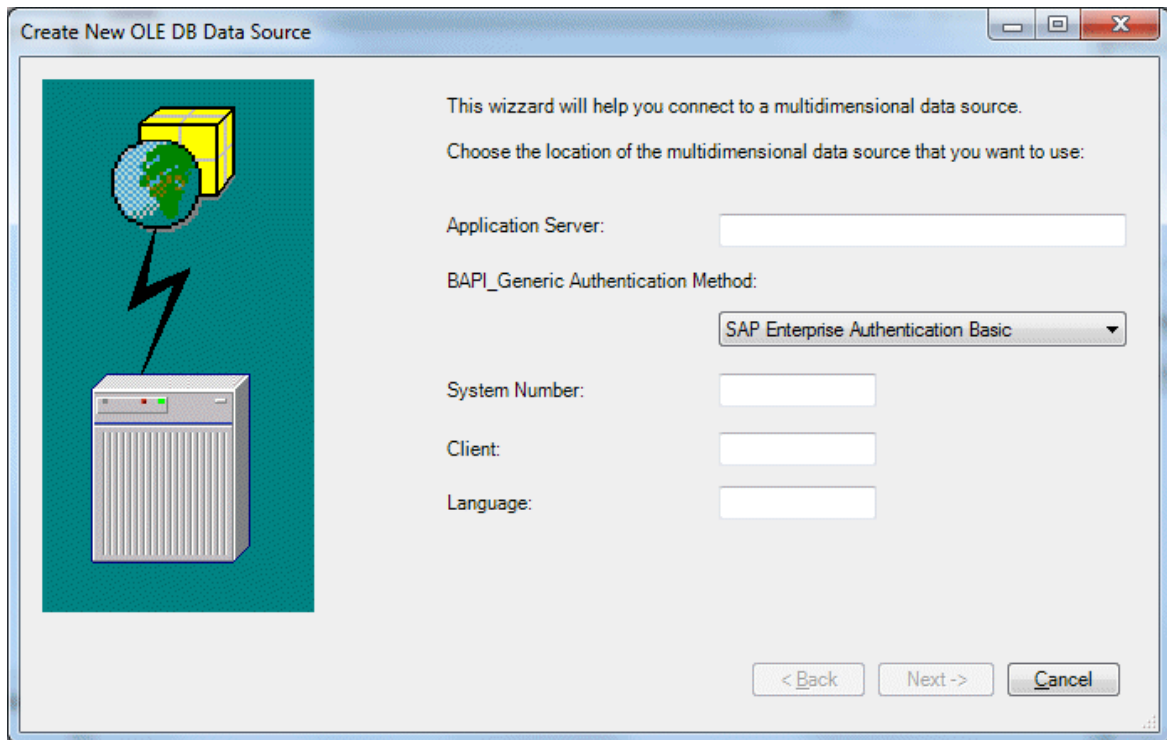 Create New OLE DB Data Source
This wizzard will help you connect to a multidimensional data source.
Choose the location of the multidimensional data source that you want to use:
Application Server:
BAPI_Generic Authentication Method:
SAP Enterprise Authentication Basic
System Number:
Client:
Language:
< Back Next -> Cancel